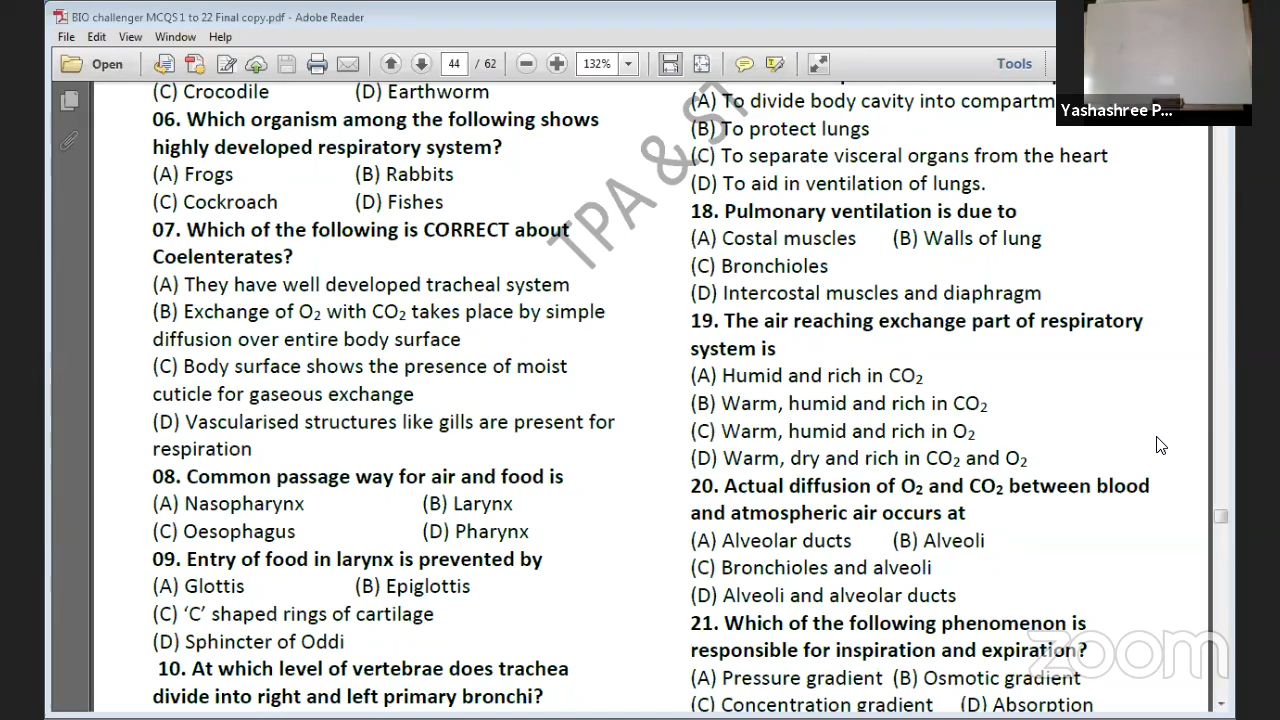 BIO challenger MCQS1 to 22 Final copy.pdf - Adobe Reader
File Edit View Window Help
Open 44 / 62 132% Tools
Yashashree P...
(C) Crocodile (D) Earthworm
06. Which organism among the following shows
highly developed respiratory system?
(A) Frogs (B) Rabbits
(C) Cockroach (D) Fishes
07. Which of the following is CORRECT about
Coelenterates?
(A) They have well developed tracheal system
(B) Exchange of O₂ with CO₂ takes place by simple
diffusion over entire body surface
(C) Body surface shows the presence of moist
cuticle for gaseous exchange
(D) Vascularised structures like gills are present for
respiration
08. Common passage way for air and food is
(A) Nasopharynx (B) Larynx
(C) Oesophagus (D) Pharynx
09. Entry of food in larynx is prevented by
(A) Glottis (B) Epiglottis
(C) ‘C’ shaped rings of cartilage
(D) Sphincter of Oddi
10. At which level of vertebrae does trachea
divide into right and left primary bronchi?
TPA & ST
(A) To divide body cavity into compartm
(B) To protect lungs
(C) To separate visceral organs from the heart
(D) To aid in ventilation of lungs.
18. Pulmonary ventilation is due to
(A) Costal muscles (B) Walls of lung
(C) Bronchioles
(D) Intercostal muscles and diaphragm
19. The air reaching exchange part of respiratory
system is
(A) Humid and rich in CO₂
(B) Warm, humid and rich in CO₂
(C) Warm, humid and rich in O₂
(D) Warm, dry and rich in CO₂ and O₂
20. Actual diffusion of O₂ and CO₂ between blood
and atmospheric air occurs at
(A) Alveolar ducts (B) Alveoli
(C) Bronchioles and alveoli
(D) Alveoli and alveolar ducts
21. Which of the following phenomenon is
responsible for inspiration and expiration?
(A) Pressure gradient (B) Osmotic gradient
(C) Concentration gradient (D) Absorption
zoom